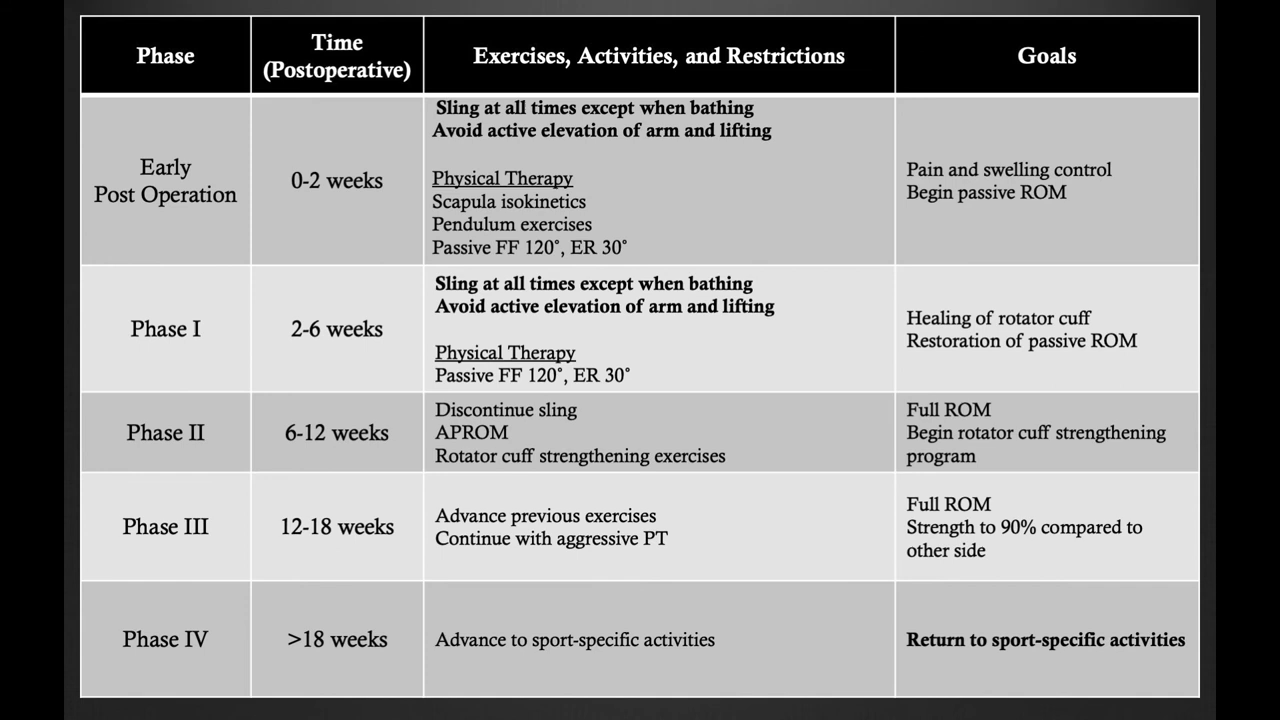 Phase
Time
(Postoperative)
Exercises, Activities, and Restrictions
Goals
Early
Post Operation
0-2 weeks
Sling at all times except when bathing
Avoid active elevation of arm and lifting
Physical Therapy
Scapula isokinetics
Pendulum exercises
Passive FF 120˚, ER 30˚
Pain and swelling control
Begin passive ROM
Phase I
2-6 weeks
Sling at all times except when bathing
Avoid active elevation of arm and lifting
Physical Therapy
Passive FF 120˚, ER 30˚
Healing of rotator cuff
Restoration of passive ROM
Phase II
6-12 weeks
Discontinue sling
APROM
Rotator cuff strengthening exercises
Full ROM
Begin rotator cuff strengthening
program
Phase III
12-18 weeks
Advance previous exercises
Continue with aggressive PT
Full ROM
Strength to 90% compared to
other side
Phase IV
>18 weeks
Advance to sport-specific activities
Return to sport-specific activities